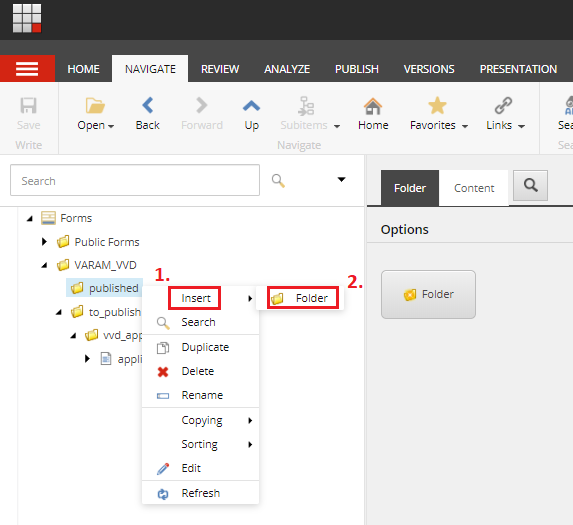 HOME NAVIGATE REVIEW ANALYZE PUBLISH VERSIONS PRESENTATION
Save Open Back Forward Up Subitems Home Favorites Links Sea
Write Navigate Se
Search Folder Content
Forms Options
Public Forms
VARAM_VVD 1. 2.
published Insert Folder Folder
to_publish Search
vvd_app Duplicate
appli Delete
Rename
Copying
Sorting
Edit
Refresh